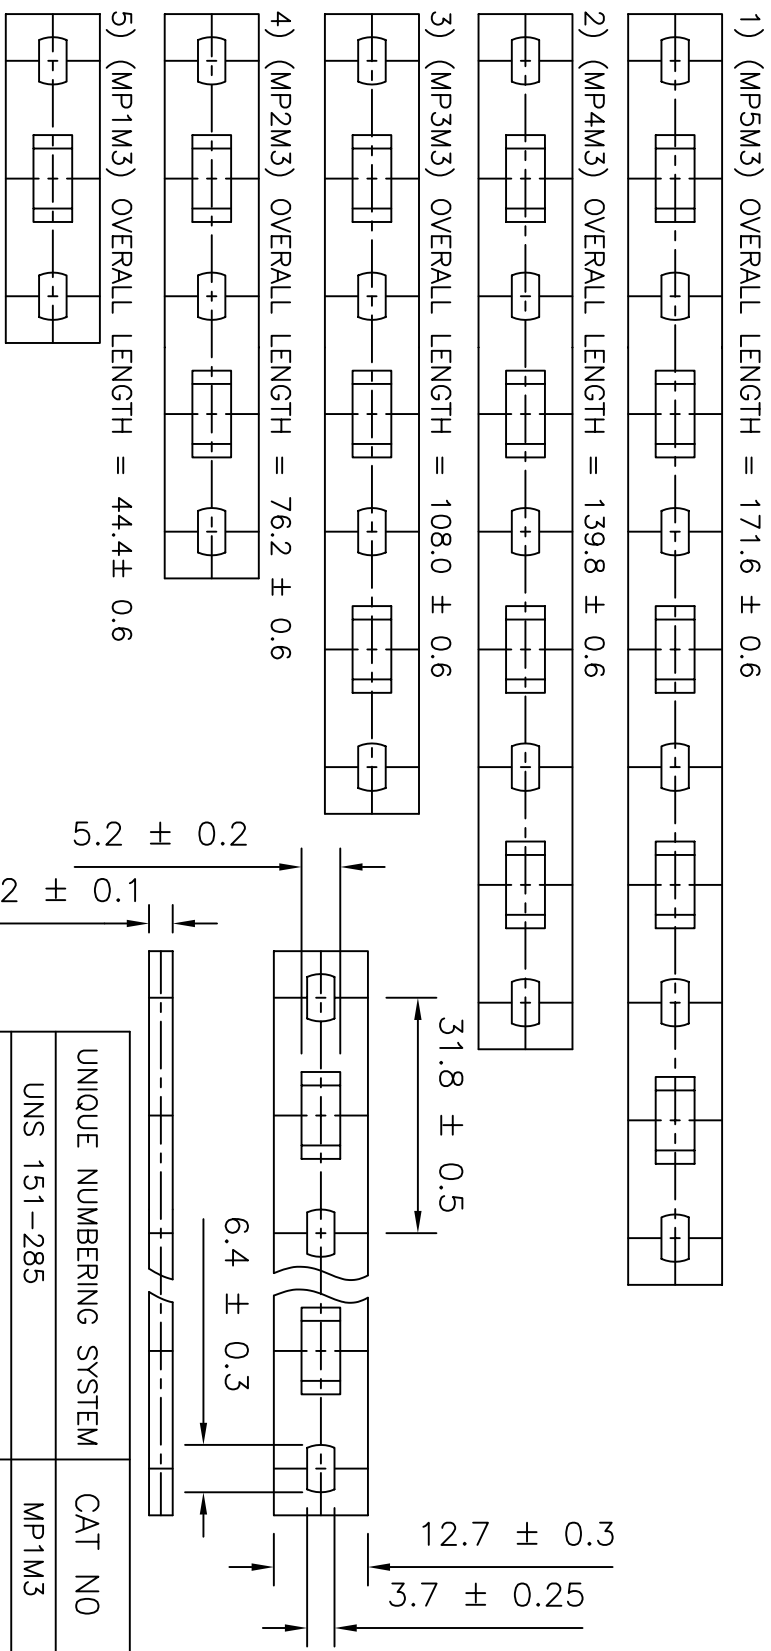 1) (MP5M3) OVERALL LENGTH = 171.6 ± 0.6
2) (MP4M3) OVERALL LENGTH = 139.8 ± 0.6
3) (MP3M3) OVERALL LENGTH = 108.0 ± 0.6
4) (MP2M3) OVERALL LENGTH = 76.2 ± 0.6
5) (MP1M3) OVERALL LENGTH = 44.4± 0.6
31.8 ± 0.5
6.4 ± 0.3
12.7 ± 0.3
3.7 ± 0.25
5.2 ± 0.2
2 ± 0.1
UNIQUE NUMBERING SYSTEM CAT NO
UNS 151-285 MP1M3